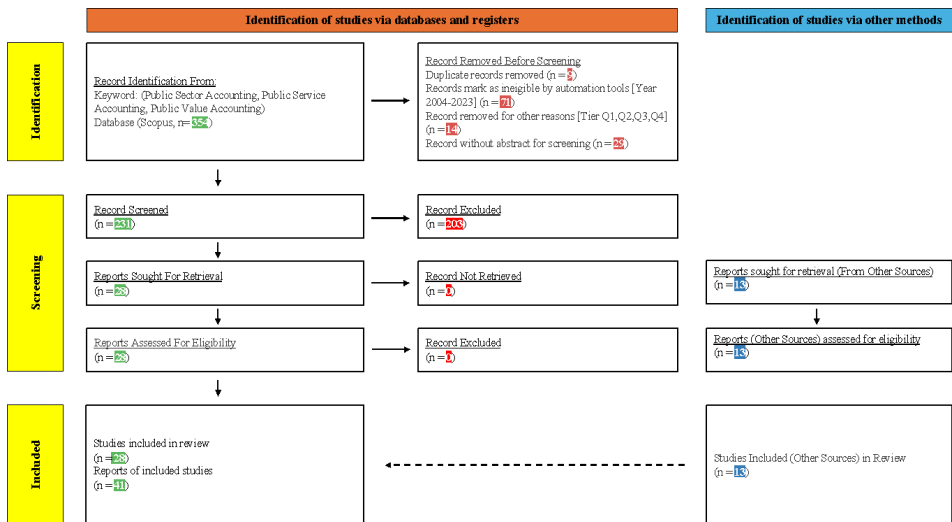 Identification of studies via databases and registers
Identification of studies via other methods
Identification
Record Identification From:
Keyword: (Public Sector Accounting, Public Service
Accounting, Public Value Accounting)
Database (Scopus, n=354)
Record Removed Before Screening
Duplicate records removed (n = 9)
Records mark as ineigible by automation tools [Year
2004-2023] (n = 71)
Record removed for other reasons [Tier Q1,Q2,Q3,Q4]
(n = 14)
Record without abstract for screening (n = 29)
Screening
Record Screened
(n = 231)
Record Excluded
(n = 203)
Reports Sought For Retrieval
(n = 28)
Record Not Retrieved
(n = 0)
Reports sought for retrieval (From Other Sources)
(n = 13)
Reports Assessed For Eligibility
(n = 28)
Record Excluded
(n = 0)
Reports (Other Sources) assessed for eligibility
(n = 13)
Included
Studies included in review
(n = 28)
Reports of included studies
(n = 41)
Studies Included (Other Sources) in Review
(n = 13)